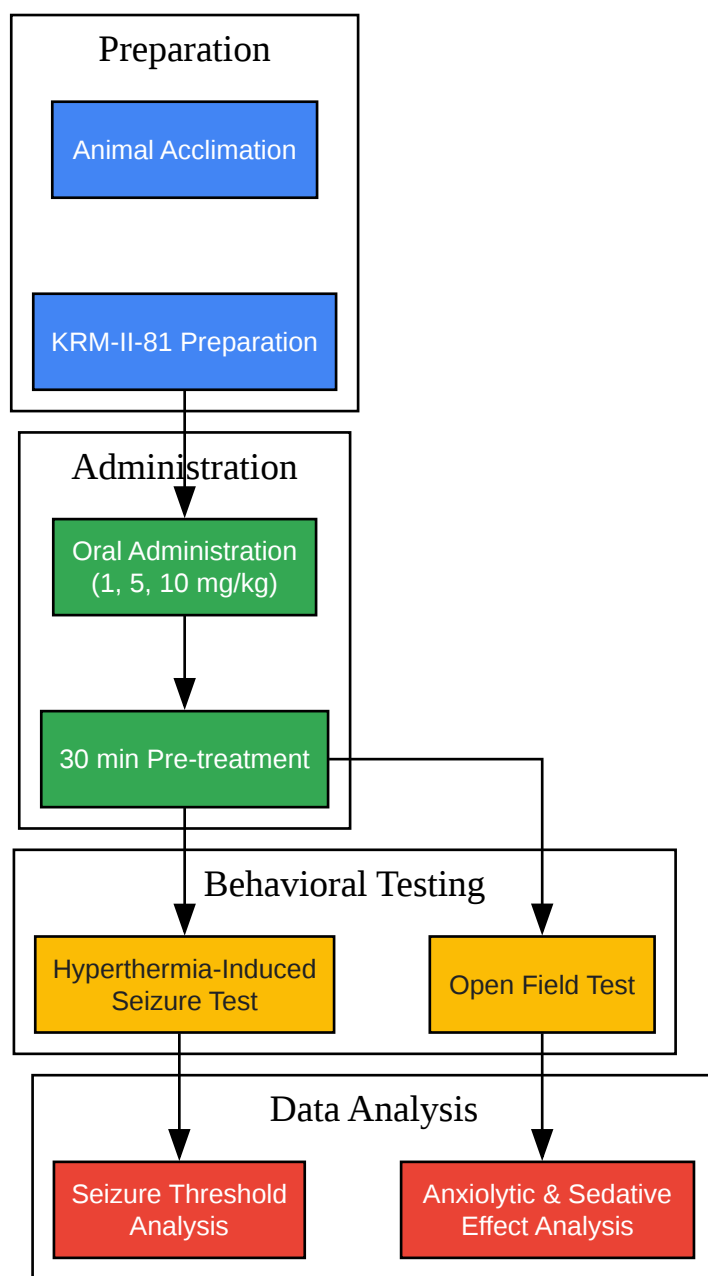 Preparation
Animal Acclimation
KRM-II-81 Preparation
Administration
Oral Administration
(1, 5, 10 mg/kg)
30 min Pre-treatment
Behavioral Testing
Hyperthermia-Induced
Seizure Test
Open Field Test
Data Analysis
Seizure Threshold
Analysis
Anxiolytic & Sedative
Effect Analysis